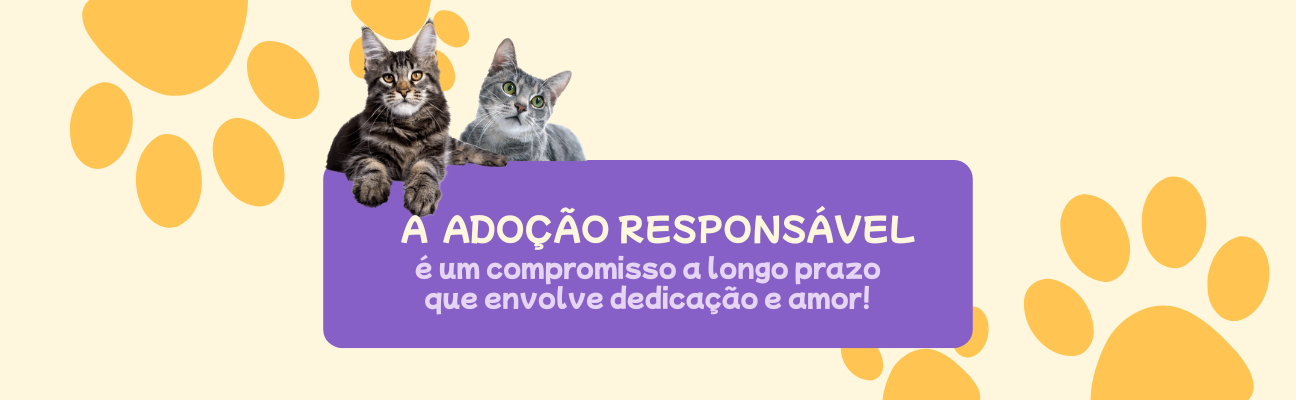 A ADOÇÃO RESPONSÁVEL
é um compromisso a longo prazo
que envolve dedicação e amor!